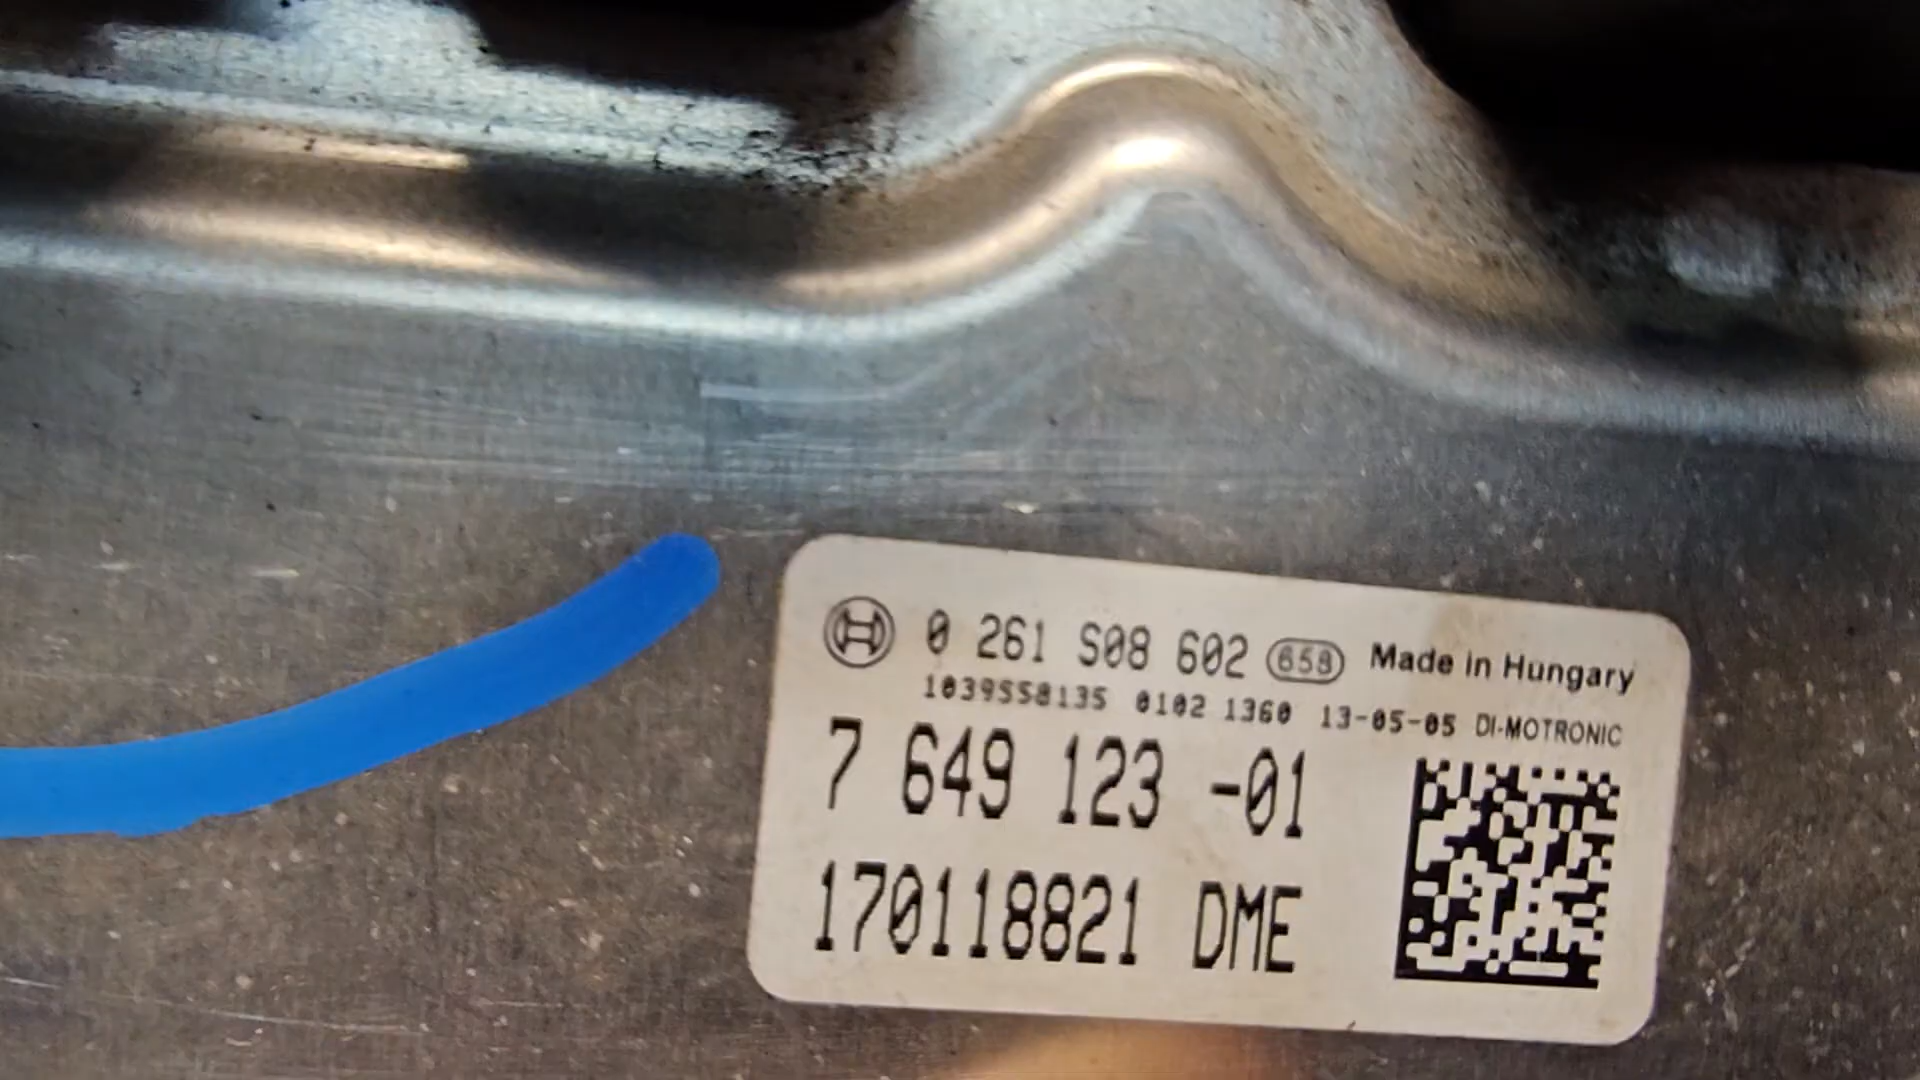 0 261 S08 602 658 Made in Hungary
1039S58135 0102 1360 13-05-05 DI-MOTRONIC
7 649 123 -01
170118821 DME